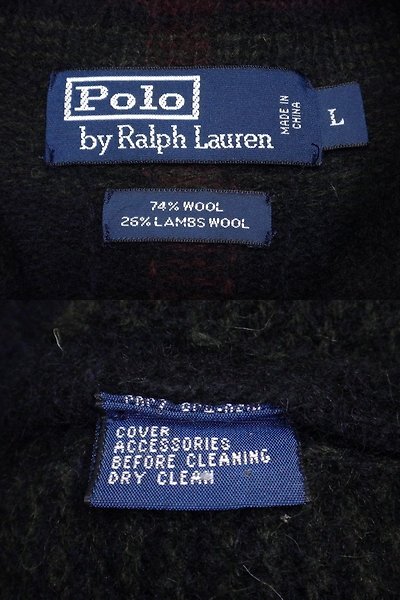 Polo
by Ralph Lauren
MADE IN
CHINA
L
74% WOOL
26% LAMBS WOOL
COVER
ACCESSORIES
BEFORE CLEANING
DRY CLEAN